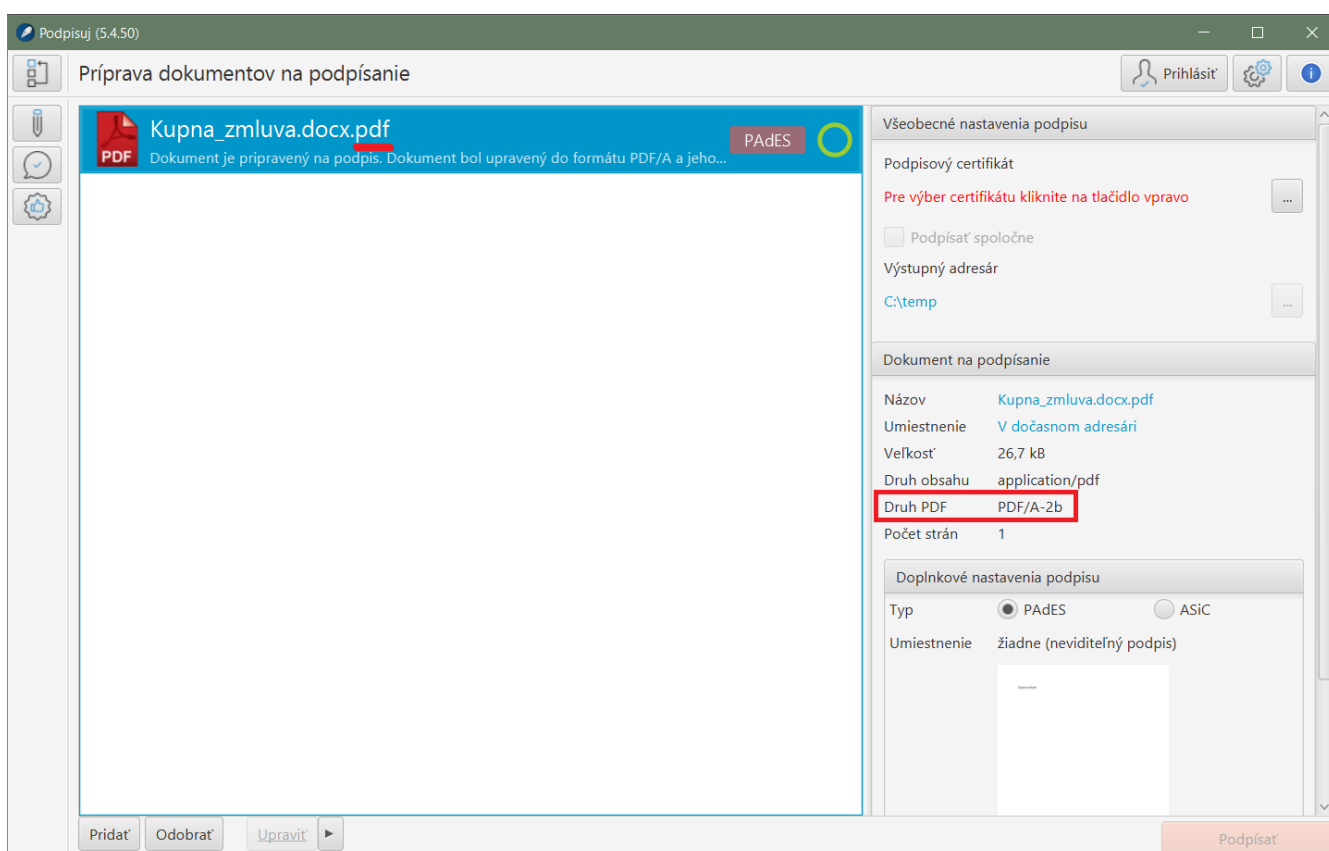 Podpisuj (5.4.50)
Príprava dokumentov na podpísanie
Prihlásiť
Kupna_zmluva.docx.pdf
PDF
Dokument je pripravený na podpis. Dokument bol upravený do formátu PDF/A a jeho...
PAdES
Všeobecné nastavenia podpisu
Podpisový certifikát
Pre výber certifikátu kliknite na tlačidlo vpravo
...
Podpísať spoločne
Výstupný adresár
C:\temp
...
Dokument na podpísanie
Názov Kupna_zmluva.docx.pdf
Umiestnenie V dočasnom adresári
Veľkosť 26,7 kB
Druh obsahu application/pdf
Druh PDF PDF/A-2b
Počet strán 1
Doplnkové nastavenia podpisu
Typ PAdES ASiC
Umiestnenie žiadne (neviditeľný podpis)
Pridať Odobrať Upraviť
Podpísať